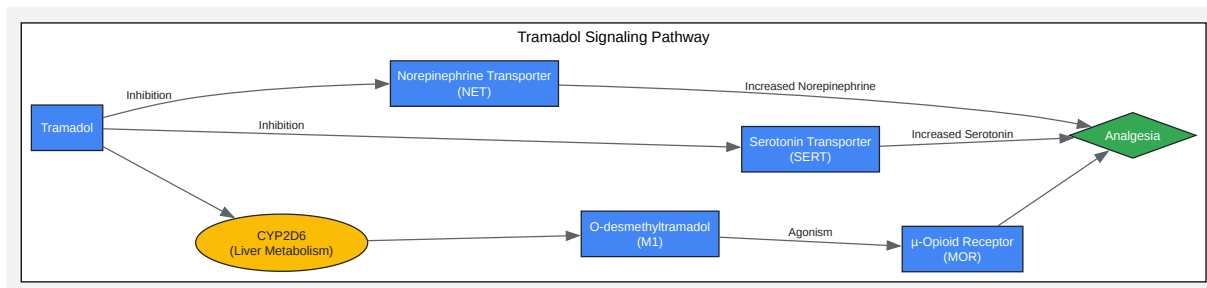 Tramadol Signaling Pathway
Norepinephrine Transporter
(NET)
Increased Norepinephrine
Inhibition
Tramadol
Inhibition
Serotonin Transporter
(SERT)
Increased Serotonin
Analgesia
CYP2D6
(Liver Metabolism)
O-desmethyltramadol
(M1)
Agonism
µ-Opioid Receptor
(MOR)